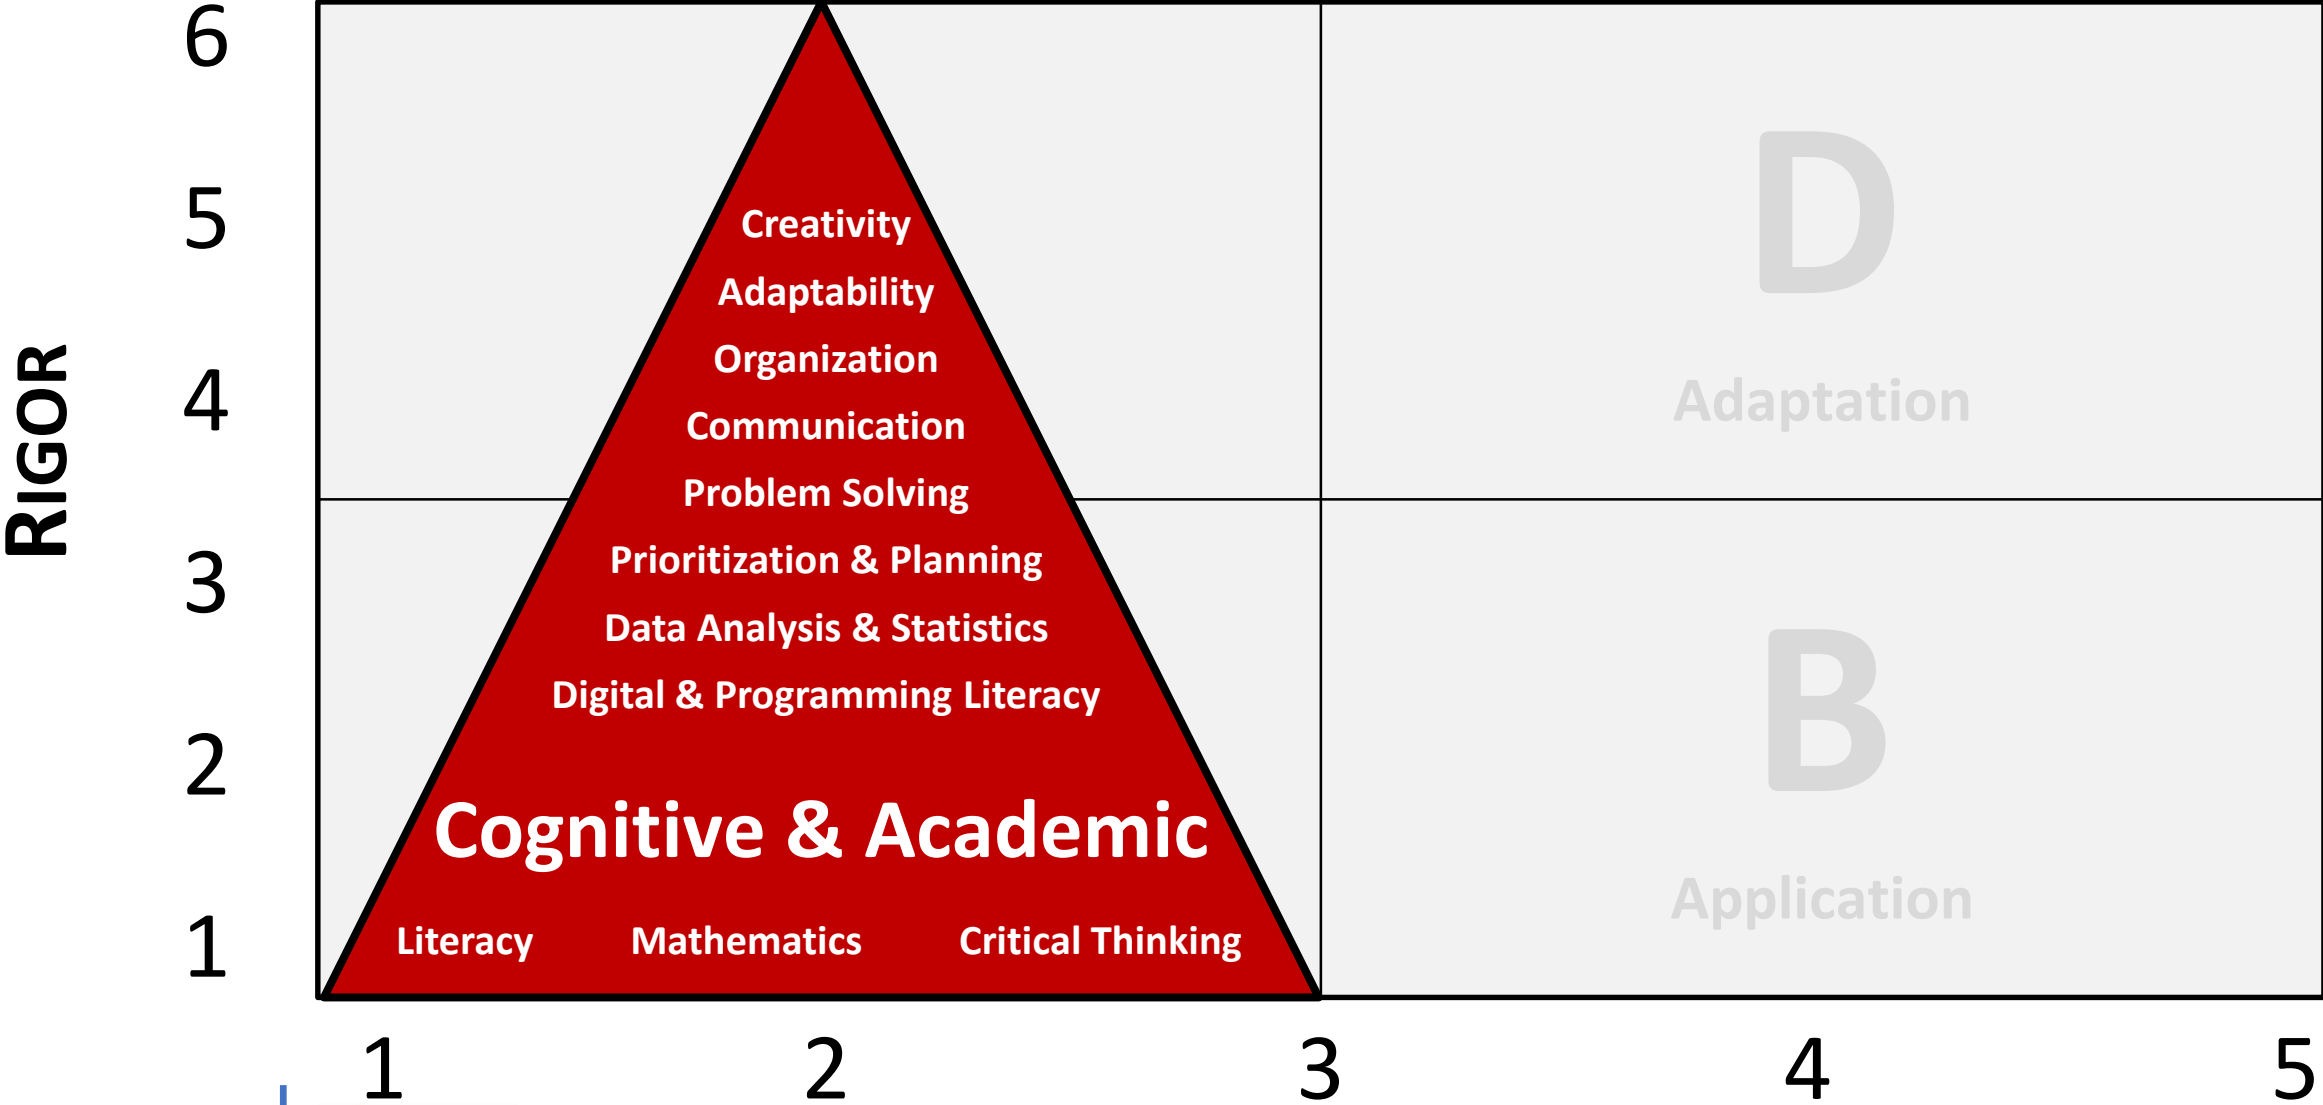 RIGOR
6
5
4
3
2
1
Creativity
Adaptability
Organization
Communication
Problem Solving
Prioritization & Planning
Data Analysis & Statistics
Digital & Programming Literacy
Cognitive & Academic
Literacy Mathematics Critical Thinking
D
Adaptation
B
Application
1 2 3 4 5